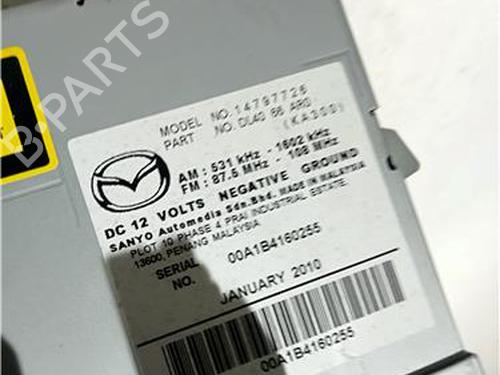 B-PARTS
MODEL NO. 14797726
PART NO. DL40 66 AR0
(KA300)
AM : 531 kHz - 1602 kHz
FM : 87.5 MHz - 108 MHz
DC 12 VOLTS NEGATIVE GROUND
SANYO Automedia Sdn.Bhd. MADE IN MALAYSIA
PLOT 10 PHASE 4 PRAI INDUSTRIAL ESTATE.
13600, PENANG MALAYSIA
SERIAL NO. 00A1B4160255
JANUARY 2010
00A1B4160255